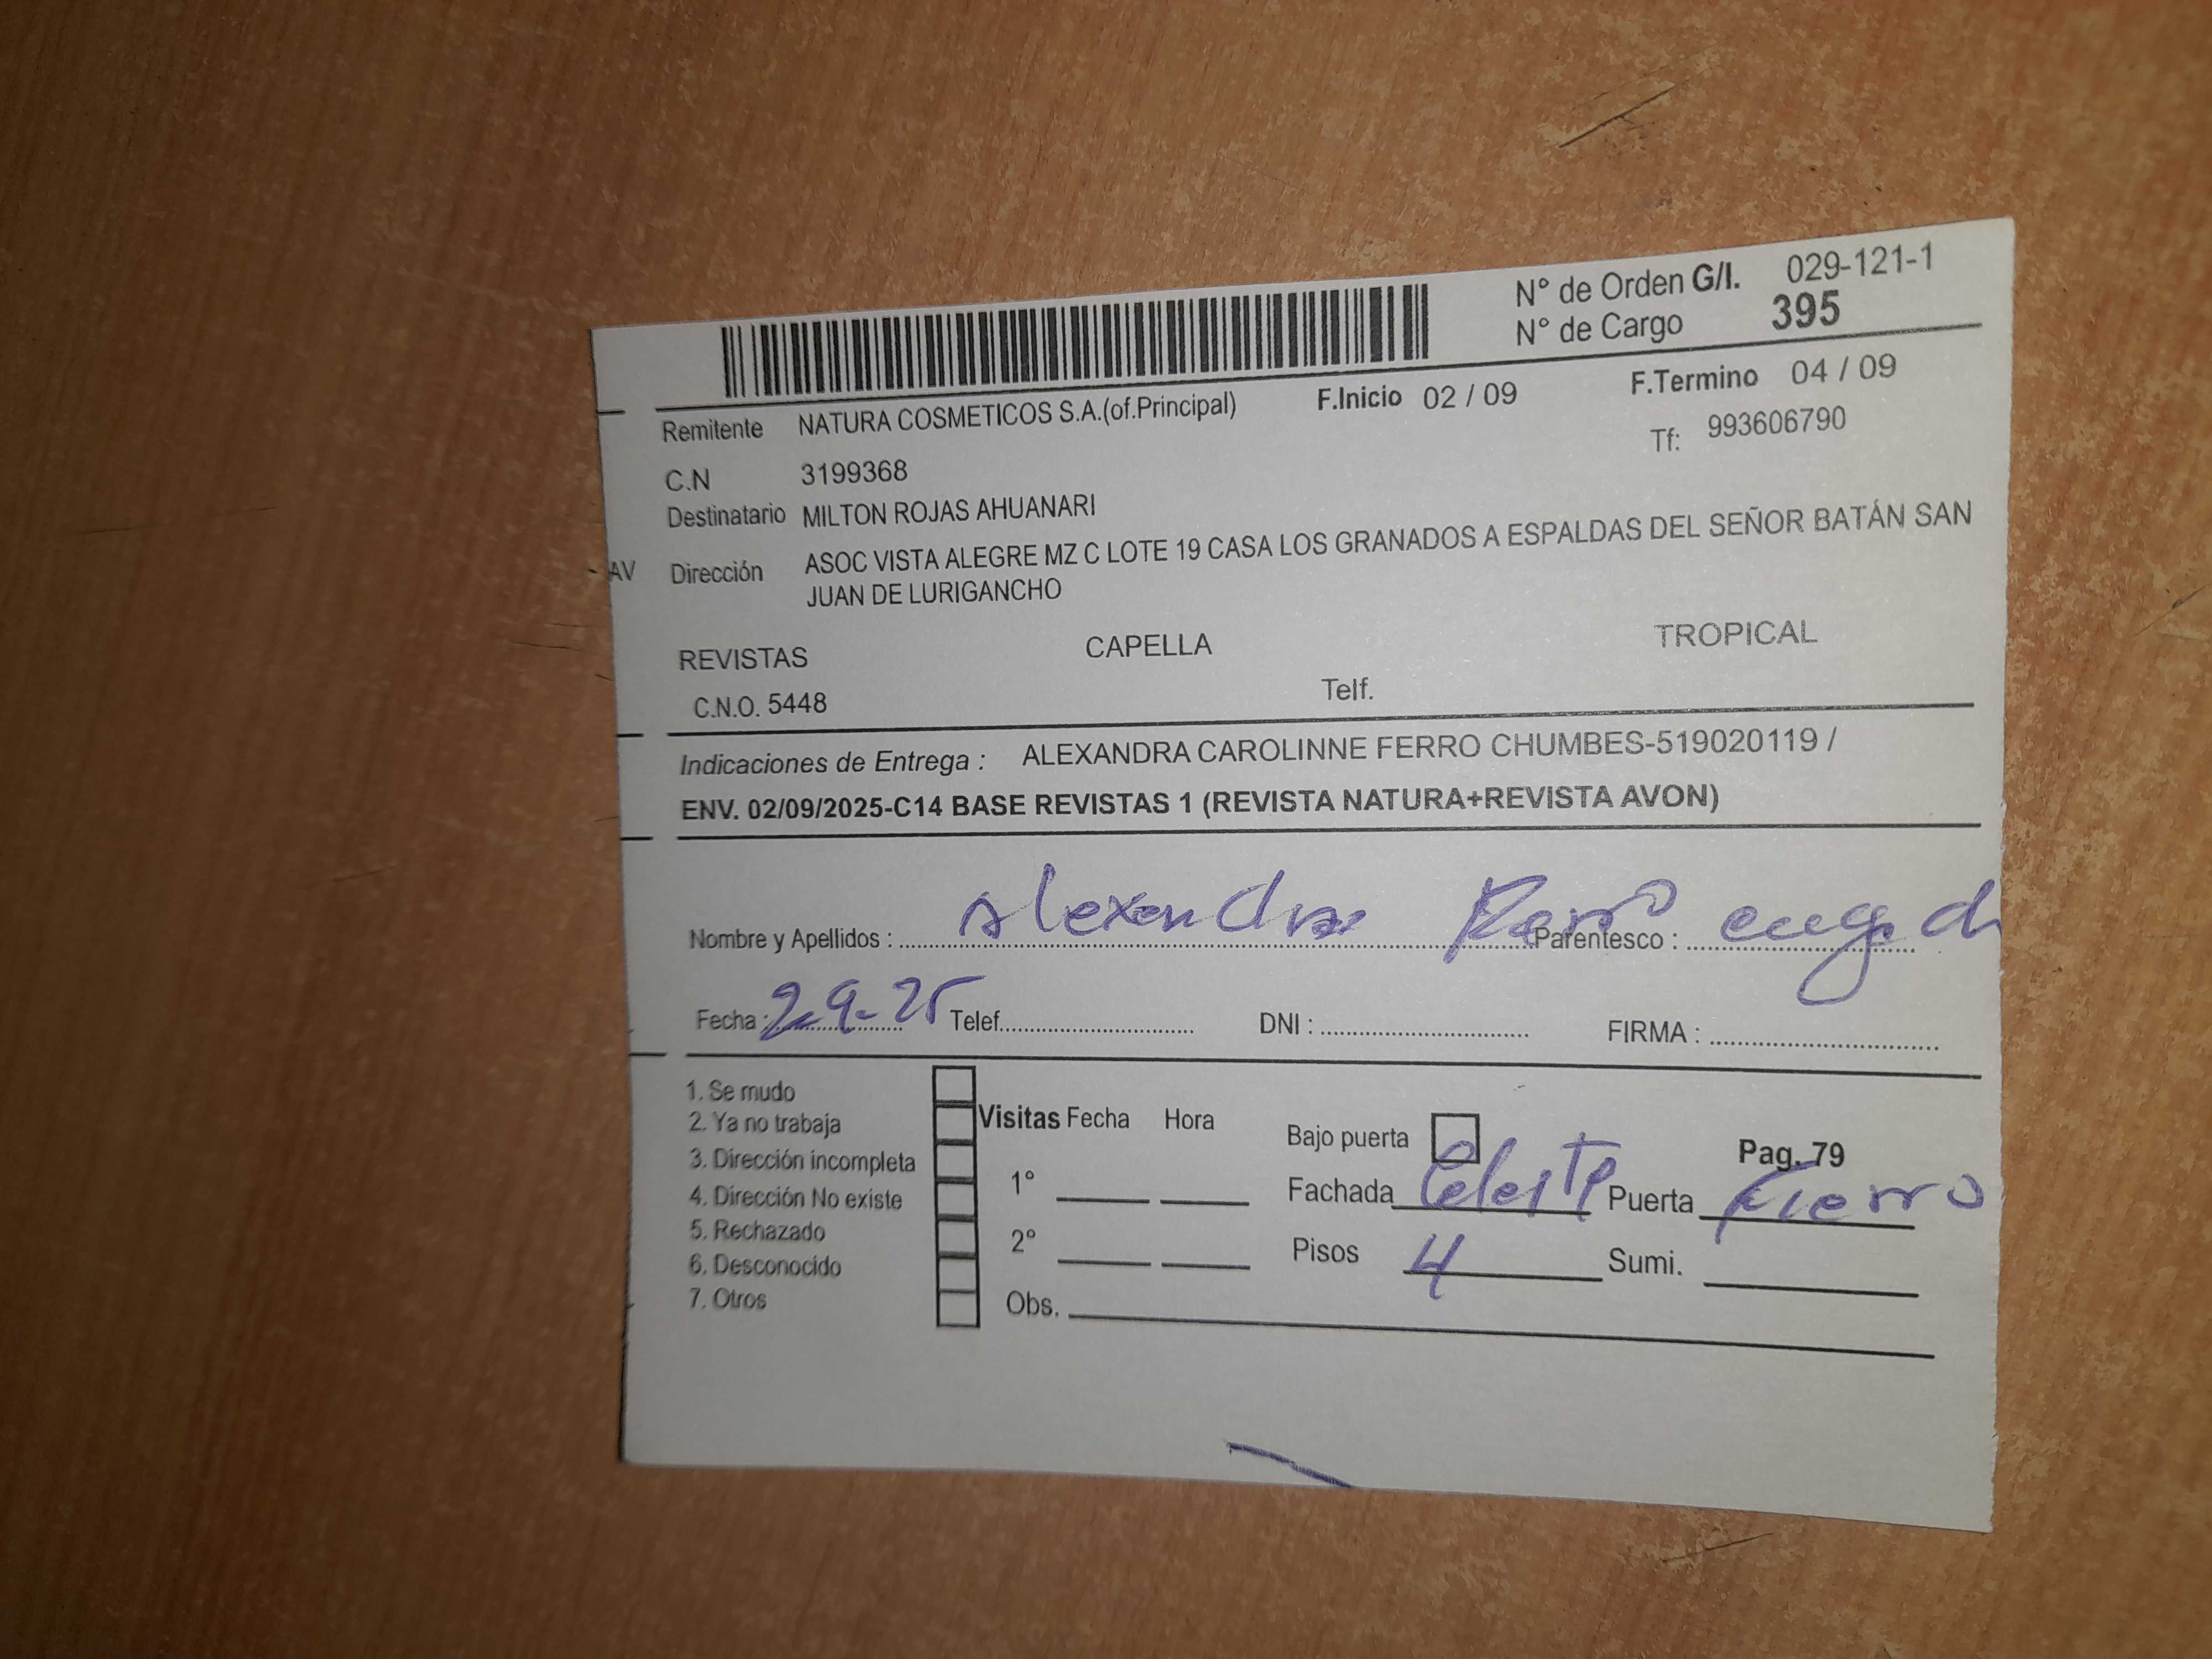 N° de Orden G/I. 029-121-1
N° de Cargo 395
Remitente NATURA COSMETICOS S.A.(of.Principal) F.Inicio 02 / 09 F.Termino 04 / 09
C.N 3199368 Tf: 993606790
Destinatario MILTON ROJAS AHUANARI
AV Dirección ASOC VISTA ALEGRE MZ C LOTE 19 CASA LOS GRANADOS A ESPALDAS DEL SEÑOR BATÁN SAN
JUAN DE LURIGANCHO
REVISTAS CAPELLA TROPICAL
C.N.O. 5448 Telf.
Indicaciones de Entrega : ALEXANDRA CAROLINNE FERRO CHUMBES-519020119 /
ENV. 02/09/2025-C14 BASE REVISTAS 1 (REVISTA NATURA+REVISTA AVON)
Nombre y Apellidos : Alexandra Parentesco :
Fecha : 2-9-25 Telef. DNI : FIRMA :
1. Se mudo
2. Ya no trabaja
3. Dirección incompleta
4. Dirección No existe
5. Rechazado
6. Desconocido
7. Otros
Visitas Fecha Hora
1°
2°
Obs.
Bajo puerta Pag. 79
Fachada Celeste Puerta Fierro
Pisos 4 Sumi.